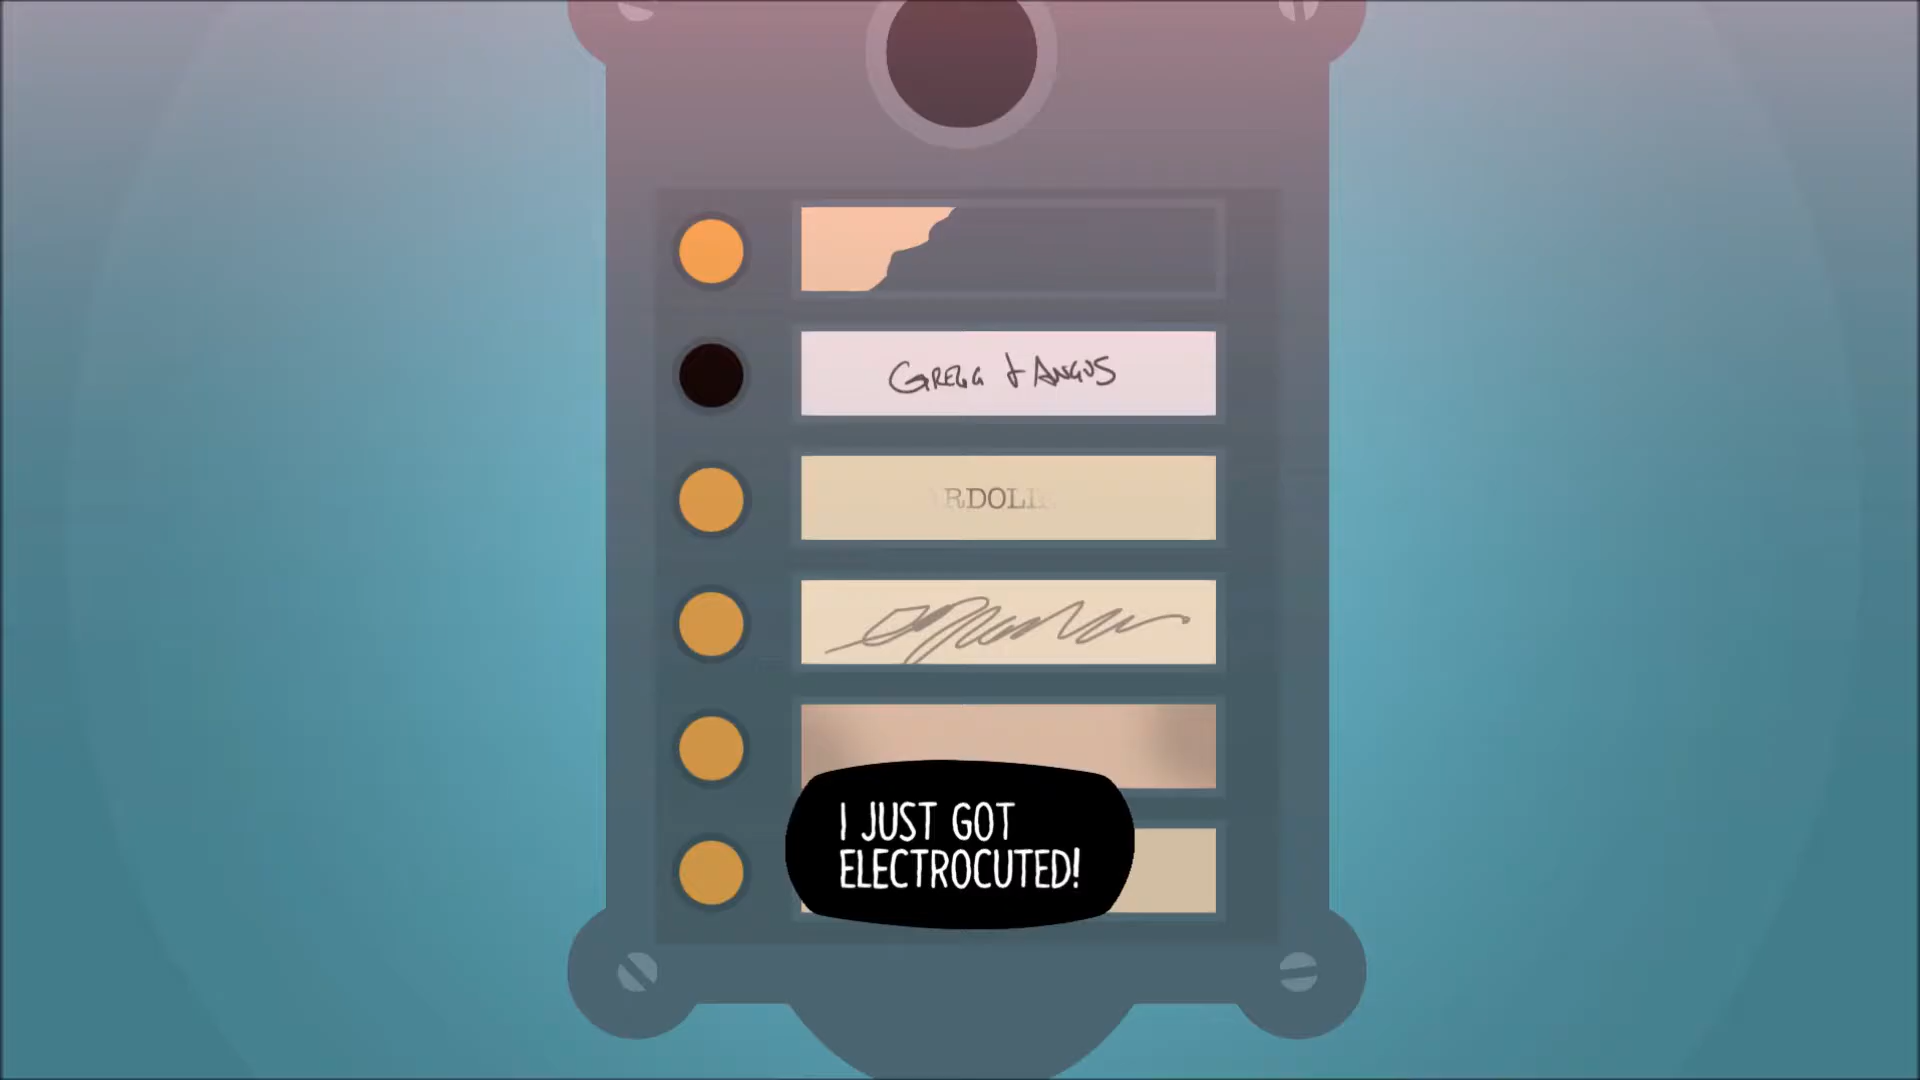 GREGG & ANGUS
RDOLI
I JUST GOT
ELECTROCUTED!